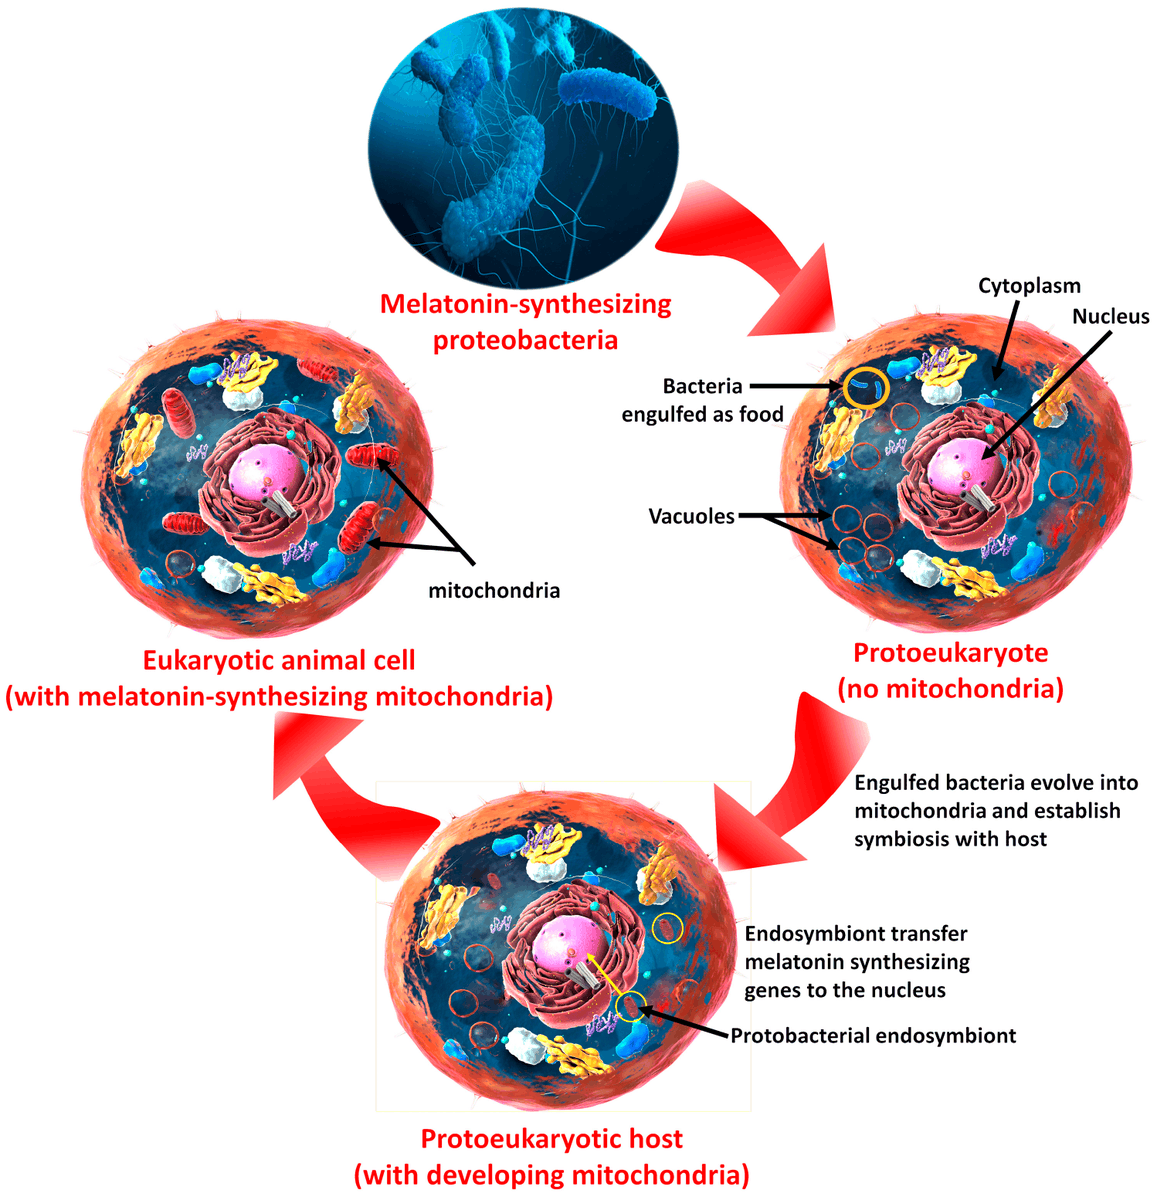 Melatonin-synthesizing
proteobacteria
Cytoplasm
Nucleus
Bacteria
engulfed as food
Vacuoles
mitochondria
Eukaryotic animal cell
(with melatonin-synthesizing mitochondria)
Protoeukaryote
(no mitochondria)
Engulfed bacteria evolve into
mitochondria and establish
symbiosis with host
Endosymbiont transfer
melatonin synthesizing
genes to the nucleus
Protobacterial endosymbiont
Protoeukaryotic host
(with developing mitochondria)